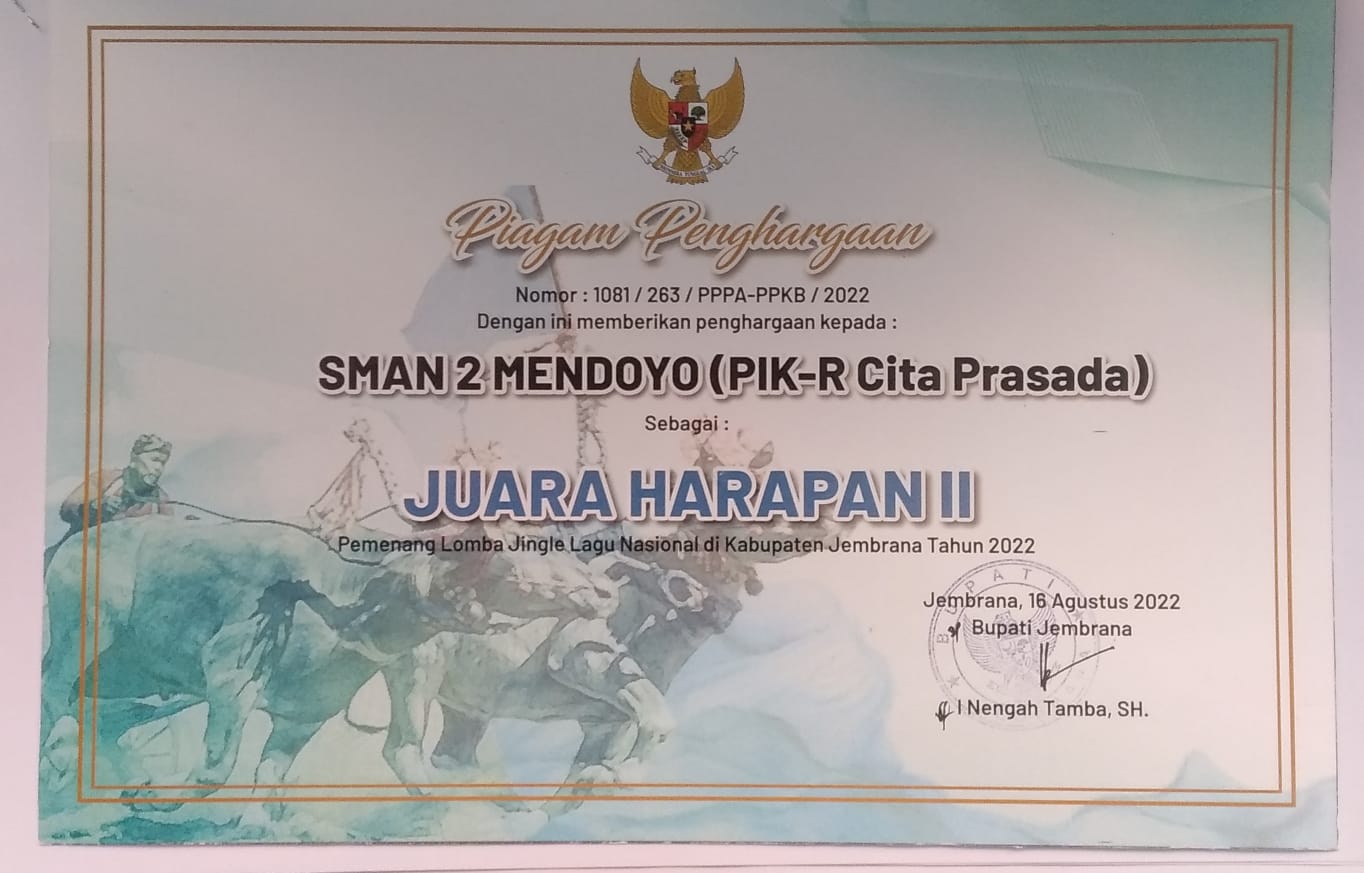 Piagam Penghargaan
Nomor : 1081 / 263 / PPPA-PPKB / 2022
Dengan ini memberikan penghargaan kepada :
SMAN 2 MENDOYO (PIK-R Cita Prasada)
Sebagai :
JUARA HARAPAN II
Pemenang Lomba Jingle Lagu Nasional di Kabupaten Jembrana Tahun 2022
BUPATI
Jembrana, 16 Agustus 2022
Bupati Jembrana
I Nengah Tamba, SH.